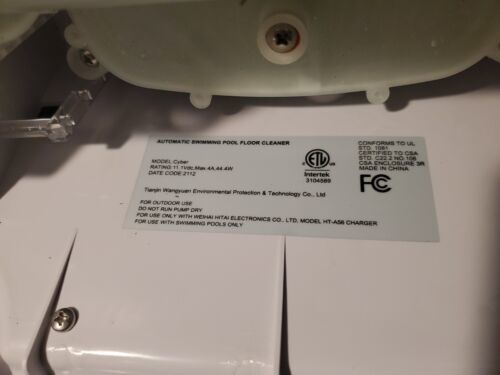 AUTOMATIC SWIMMING POOL FLOOR CLEANER
MODEL:Cyber
RATING:11.1Vdc,Max.4A,44.4W
DATE CODE:2112
Tianjin Wangyuan Environmental Protection & Technology Co., Ltd
FOR OUTDOOR USE
DO NOT RUN PUMP DRY
FOR USE ONLY WITH WEIHAI HITAI ELECTRONICS CO., LTD. MODEL HT-A56 CHARGER
FOR USE WITH SWIMMING POOLS ONLY
ETL
Intertek
3104589
CONFORMS TO UL
STD. 1081
CERTIFIED TO CSA
STD. C22.2 NO.108
CSA ENCLOSURE 3R
MADE IN CHINA
FC